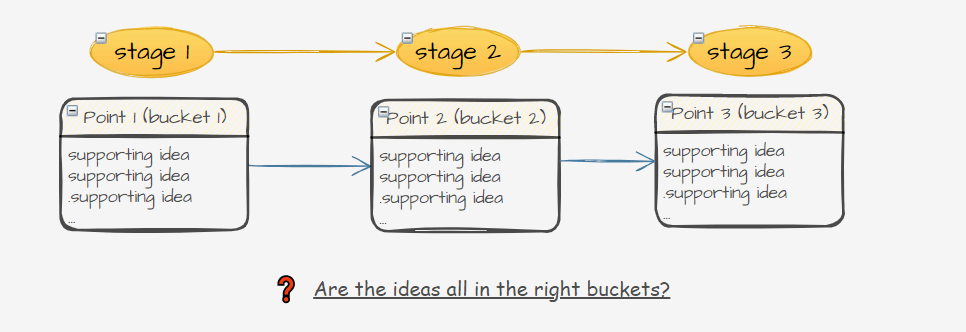 stage 1
stage 2
stage 3
Point 1 (bucket 1)
supporting idea
supporting idea
.supporting idea
...
Point 2 (bucket 2)
supporting idea
supporting idea
.supporting idea
...
Point 3 (bucket 3)
supporting idea
supporting idea
.supporting idea
...
? Are the ideas all in the right buckets?